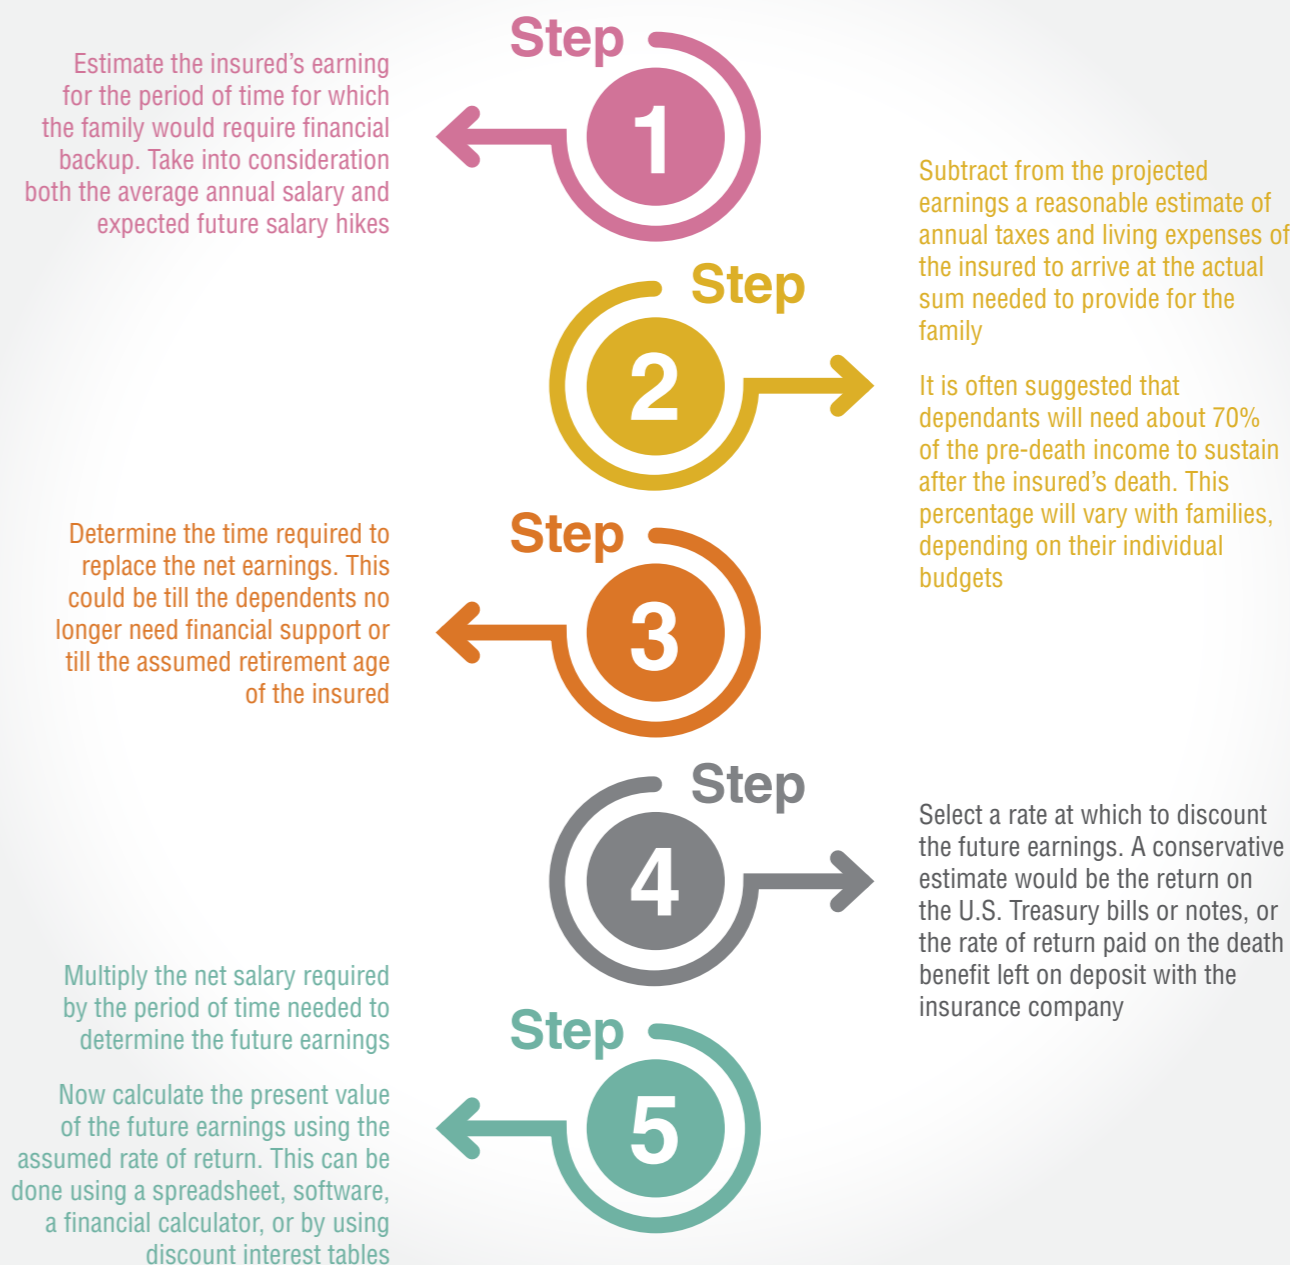 Step
1
Estimate the insured’s earning
for the period of time for which
the family would require financial
backup. Take into consideration
both the average annual salary and
expected future salary hikes
Step
2
Subtract from the projected
earnings a reasonable estimate of
annual taxes and living expenses of
the insured to arrive at the actual
sum needed to provide for the
family
It is often suggested that
dependants will need about 70%
of the pre-death income to sustain
after the insured’s death. This
percentage will vary with families,
depending on their individual
budgets
Step
3
Determine the time required to
replace the net earnings. This
could be till the dependents no
longer need financial support or
till the assumed retirement age
of the insured
Step
4
Select a rate at which to discount
the future earnings. A conservative
estimate would be the return on
the U.S. Treasury bills or notes, or
the rate of return paid on the death
benefit left on deposit with the
insurance company
Step
5
Multiply the net salary required
by the period of time needed to
determine the future earnings
Now calculate the present value
of the future earnings using the
assumed rate of return. This can be
done using a spreadsheet, software,
a financial calculator, or by using
discount interest tables